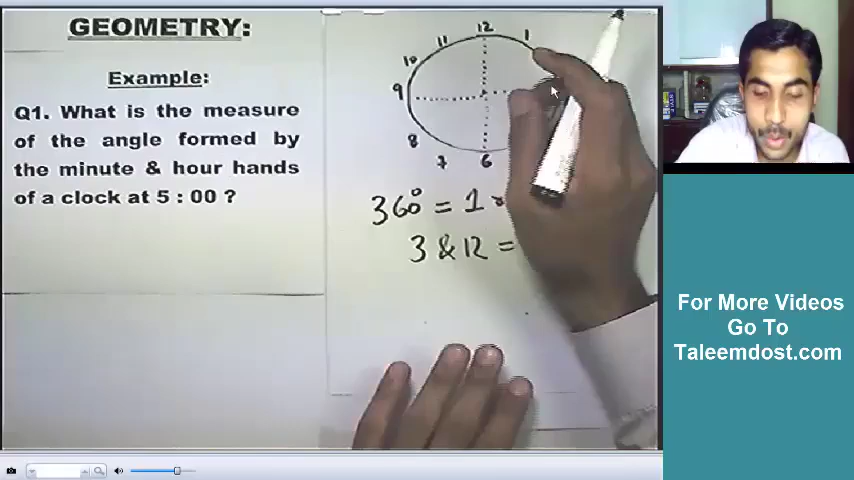 GEOMETRY:
Example:
Q1. What is the measure
of the angle formed by
the minute & hour hands
of a clock at 5 : 00 ?
12
11
1
10
9
8
7
6
360° = 1
3 & 12 =
For More Videos
Go To
Taleemdost.com